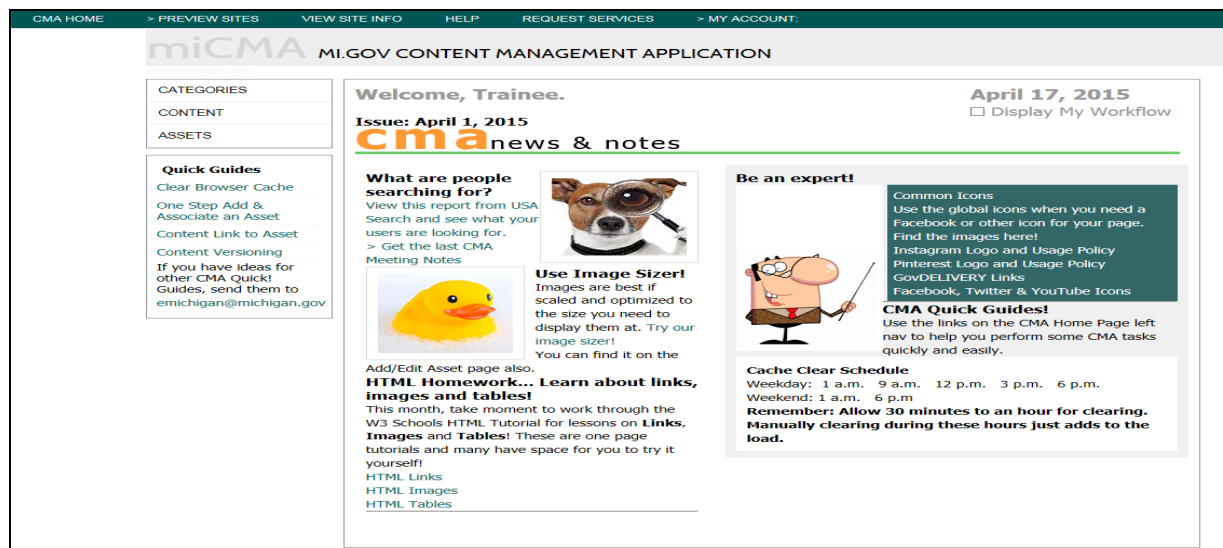 CMA HOME > PREVIEW SITES VIEW SITE INFO HELP REQUEST SERVICES > MY ACCOUNT:
miCMA MI.GOV CONTENT MANAGEMENT APPLICATION
CATEGORIES
CONTENT
ASSETS
Quick Guides
Clear Browser Cache
One Step Add &
Associate an Asset
Content Link to Asset
Content Versioning
If you have ideas for
other CMA Quick!
Guides, send them to
emichigan@michigan.gov
Welcome, Trainee.
April 17, 2015
Display My Workflow
Issue: April 1, 2015
cma news & notes
What are people
searching for?
View this report from USA
Search and see what your
users are looking for.
> Get the last CMA
Meeting Notes
Use Image Sizer!
Images are best if
scaled and optimized to
the size you need to
display them at. Try our
image sizer!
You can find it on the
Add/Edit Asset page also.
HTML Homework... Learn about links,
images and tables!
This month, take moment to work through the
W3 Schools HTML Tutorial for lessons on Links,
Images and Tables! These are one page
tutorials and many have space for you to try it
yourself!
HTML Links
HTML Images
HTML Tables
Be an expert!
Common Icons
Use the global icons when you need a
Facebook or other icon for your page.
Find the images here!
Instagram Logo and Usage Policy
Pinterest Logo and Usage Policy
GovDELIVERY Links
Facebook, Twitter & YouTube Icons
CMA Quick Guides!
Use the links on the CMA Home Page left
nav to help you perform some CMA tasks
quickly and easily.
Cache Clear Schedule
Weekday: 1 a.m. 9 a.m. 12 p.m. 3 p.m. 6 p.m.
Weekend: 1 a.m. 6 p.m
Remember: Allow 30 minutes to an hour for clearing.
Manually clearing during these hours just adds to the
load.